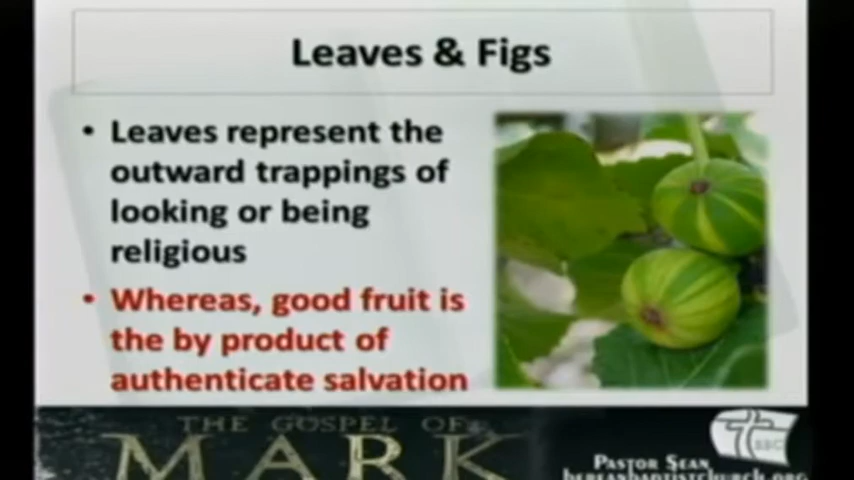 Leaves & Figs
• Leaves represent the
outward trappings of
looking or being
religious
• Whereas, good fruit is
the by product of
authenticate salvation
THE GOSPEL OF
MARK
BBC
PASTOR SEAN
bereanbaptistchurch.org